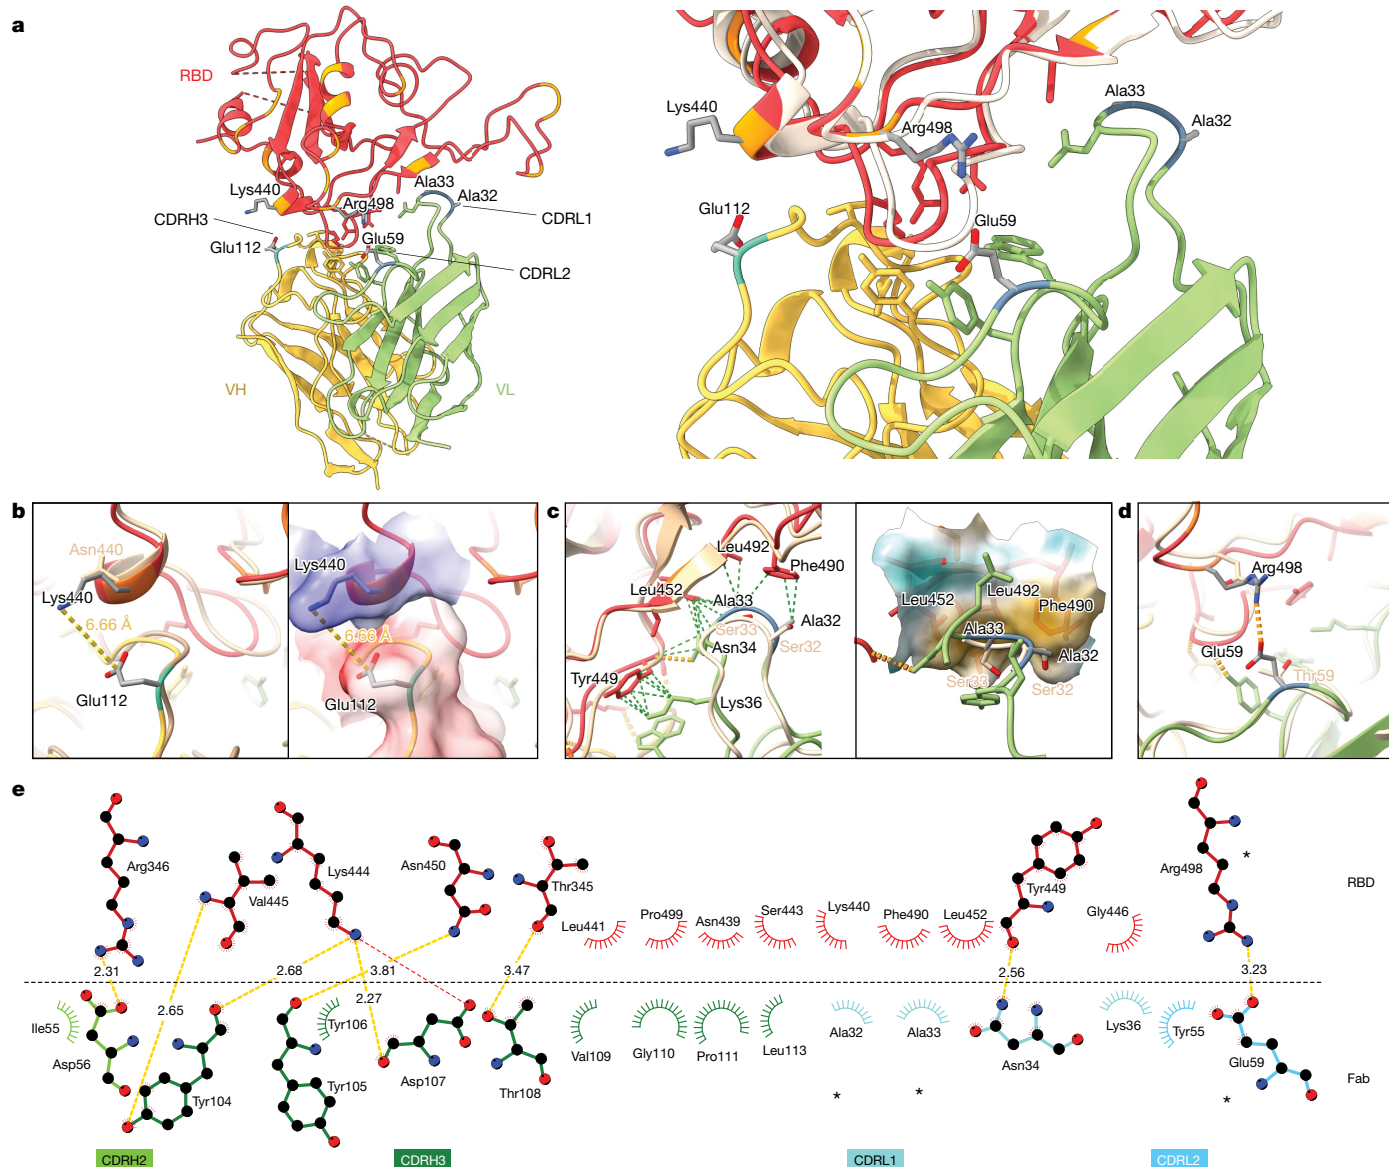 a
RBD
Lys440
Ala33
Ala32
Arg498
CDRH3
CDRL1
Glu112
Glu59
CDRL2
VH
VL
Lys440
Arg498
Ala33
Ala32
Glu112
Glu59
b
Asn440
Lys440
6.66 Å
Glu112
Lys440
6.66 Å
Glu112
c
Leu492
Phe490
Leu452
Ala33
Ala32
Ser33
Ser32
Asn34
Tyr449
Lys36
Leu452
Leu492
Phe490
Ala33
Ala32
Ser33
Ser32
d
Arg498
Glu59
Thr59
e
Arg346
Val445
Lys444
Asn450
Thr345
Leu441
Pro499
Asn439
Ser443
Lys440
Phe490
Leu452
Tyr449
Gly446
Arg498
*
RBD
2.31
2.65
2.68
3.81
2.27
3.47
2.56
3.23
Ile55
Asp56
Tyr104
Tyr106
Tyr105
Asp107
Thr108
Val109
Gly110
Pro111
Leu113
Ala32
Ala33
Asn34
Lys36
Tyr55
Glu59
Fab
* * *
CDRH2 CDRH3 CDRL1 CDRL2